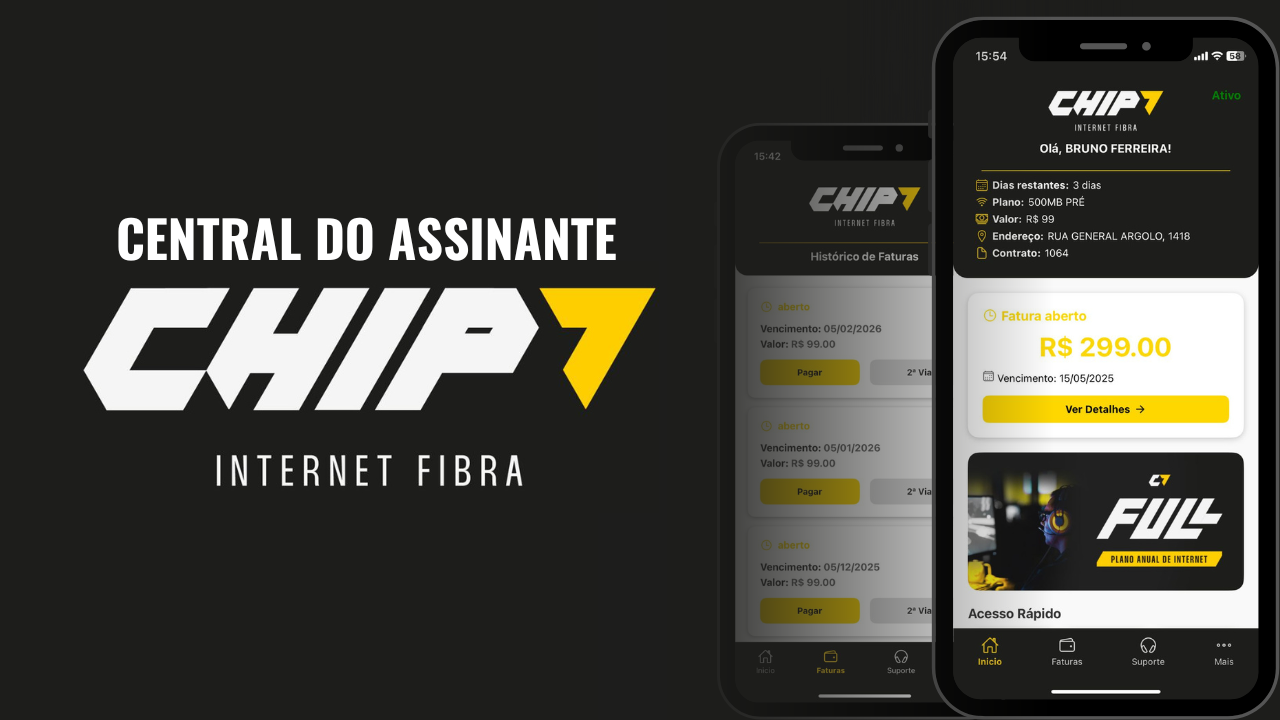 CENTRAL DO ASSINANTE
CHIP7
INTERNET FIBRA
15:42
CHIP7
INTERNET FIBRA
Histórico de Faturas
aberto
Vencimento: 05/02/2026
Valor: R$ 99.00
Pagar
2ª Via
aberto
Vencimento: 05/01/2026
Valor: R$ 99.00
Pagar
2ª Via
aberto
Vencimento: 05/12/2025
Valor: R$ 99.00
Pagar
2ª Via
Início
Faturas
Suporte
15:54
CHIP7
Ativo
INTERNET FIBRA
Olá, BRUNO FERREIRA!
Dias restantes: 3 dias
Plano: 500MB PRÉ
Valor: R$ 99
Endereço: RUA GENERAL ARGOLO, 1418
Contrato: 1064
Fatura aberto
R$ 299.00
Vencimento: 15/05/2025
Ver Detalhes →
C7
FULL
PLANO ANUAL DE INTERNET
Acesso Rápido
Início
Faturas
Suporte
Mais